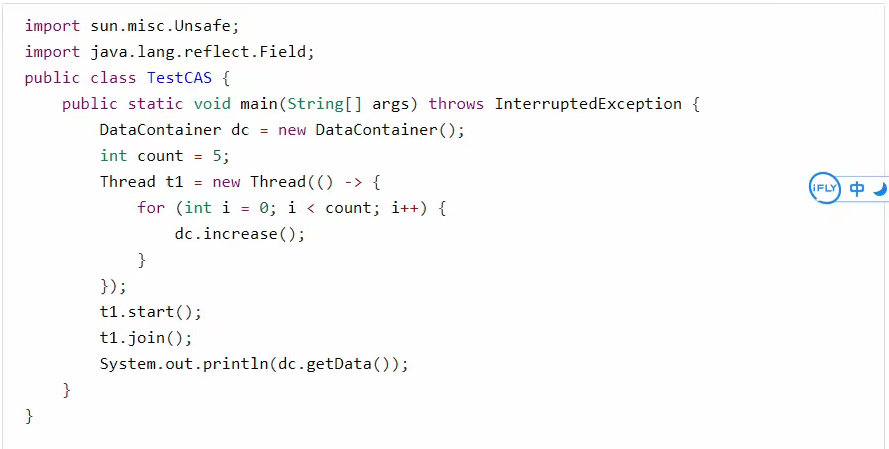 import sun.misc.Unsafe;
import java.lang.reflect.Field;
public class TestCAS {
    public static void main(String[] args) throws InterruptedException {
        DataContainer dc = new DataContainer();
        int count = 5;
        Thread t1 = new Thread(() -> {
            for (int i = 0; i < count; i++) {
                dc.increase();
            }
        });
        t1.start();
        t1.join();
        System.out.println(dc.getData());
    }
}
iFLY 中